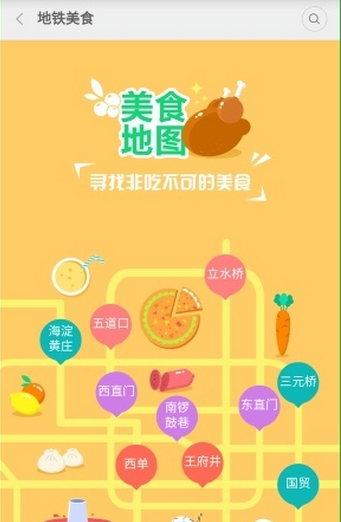 地铁美食
美食
地图
寻找非吃不可的美食
立水桥
五道口
海淀
黄庄
三元桥
西直门
南锣
鼓巷
东直门
西单
王府井
国贸